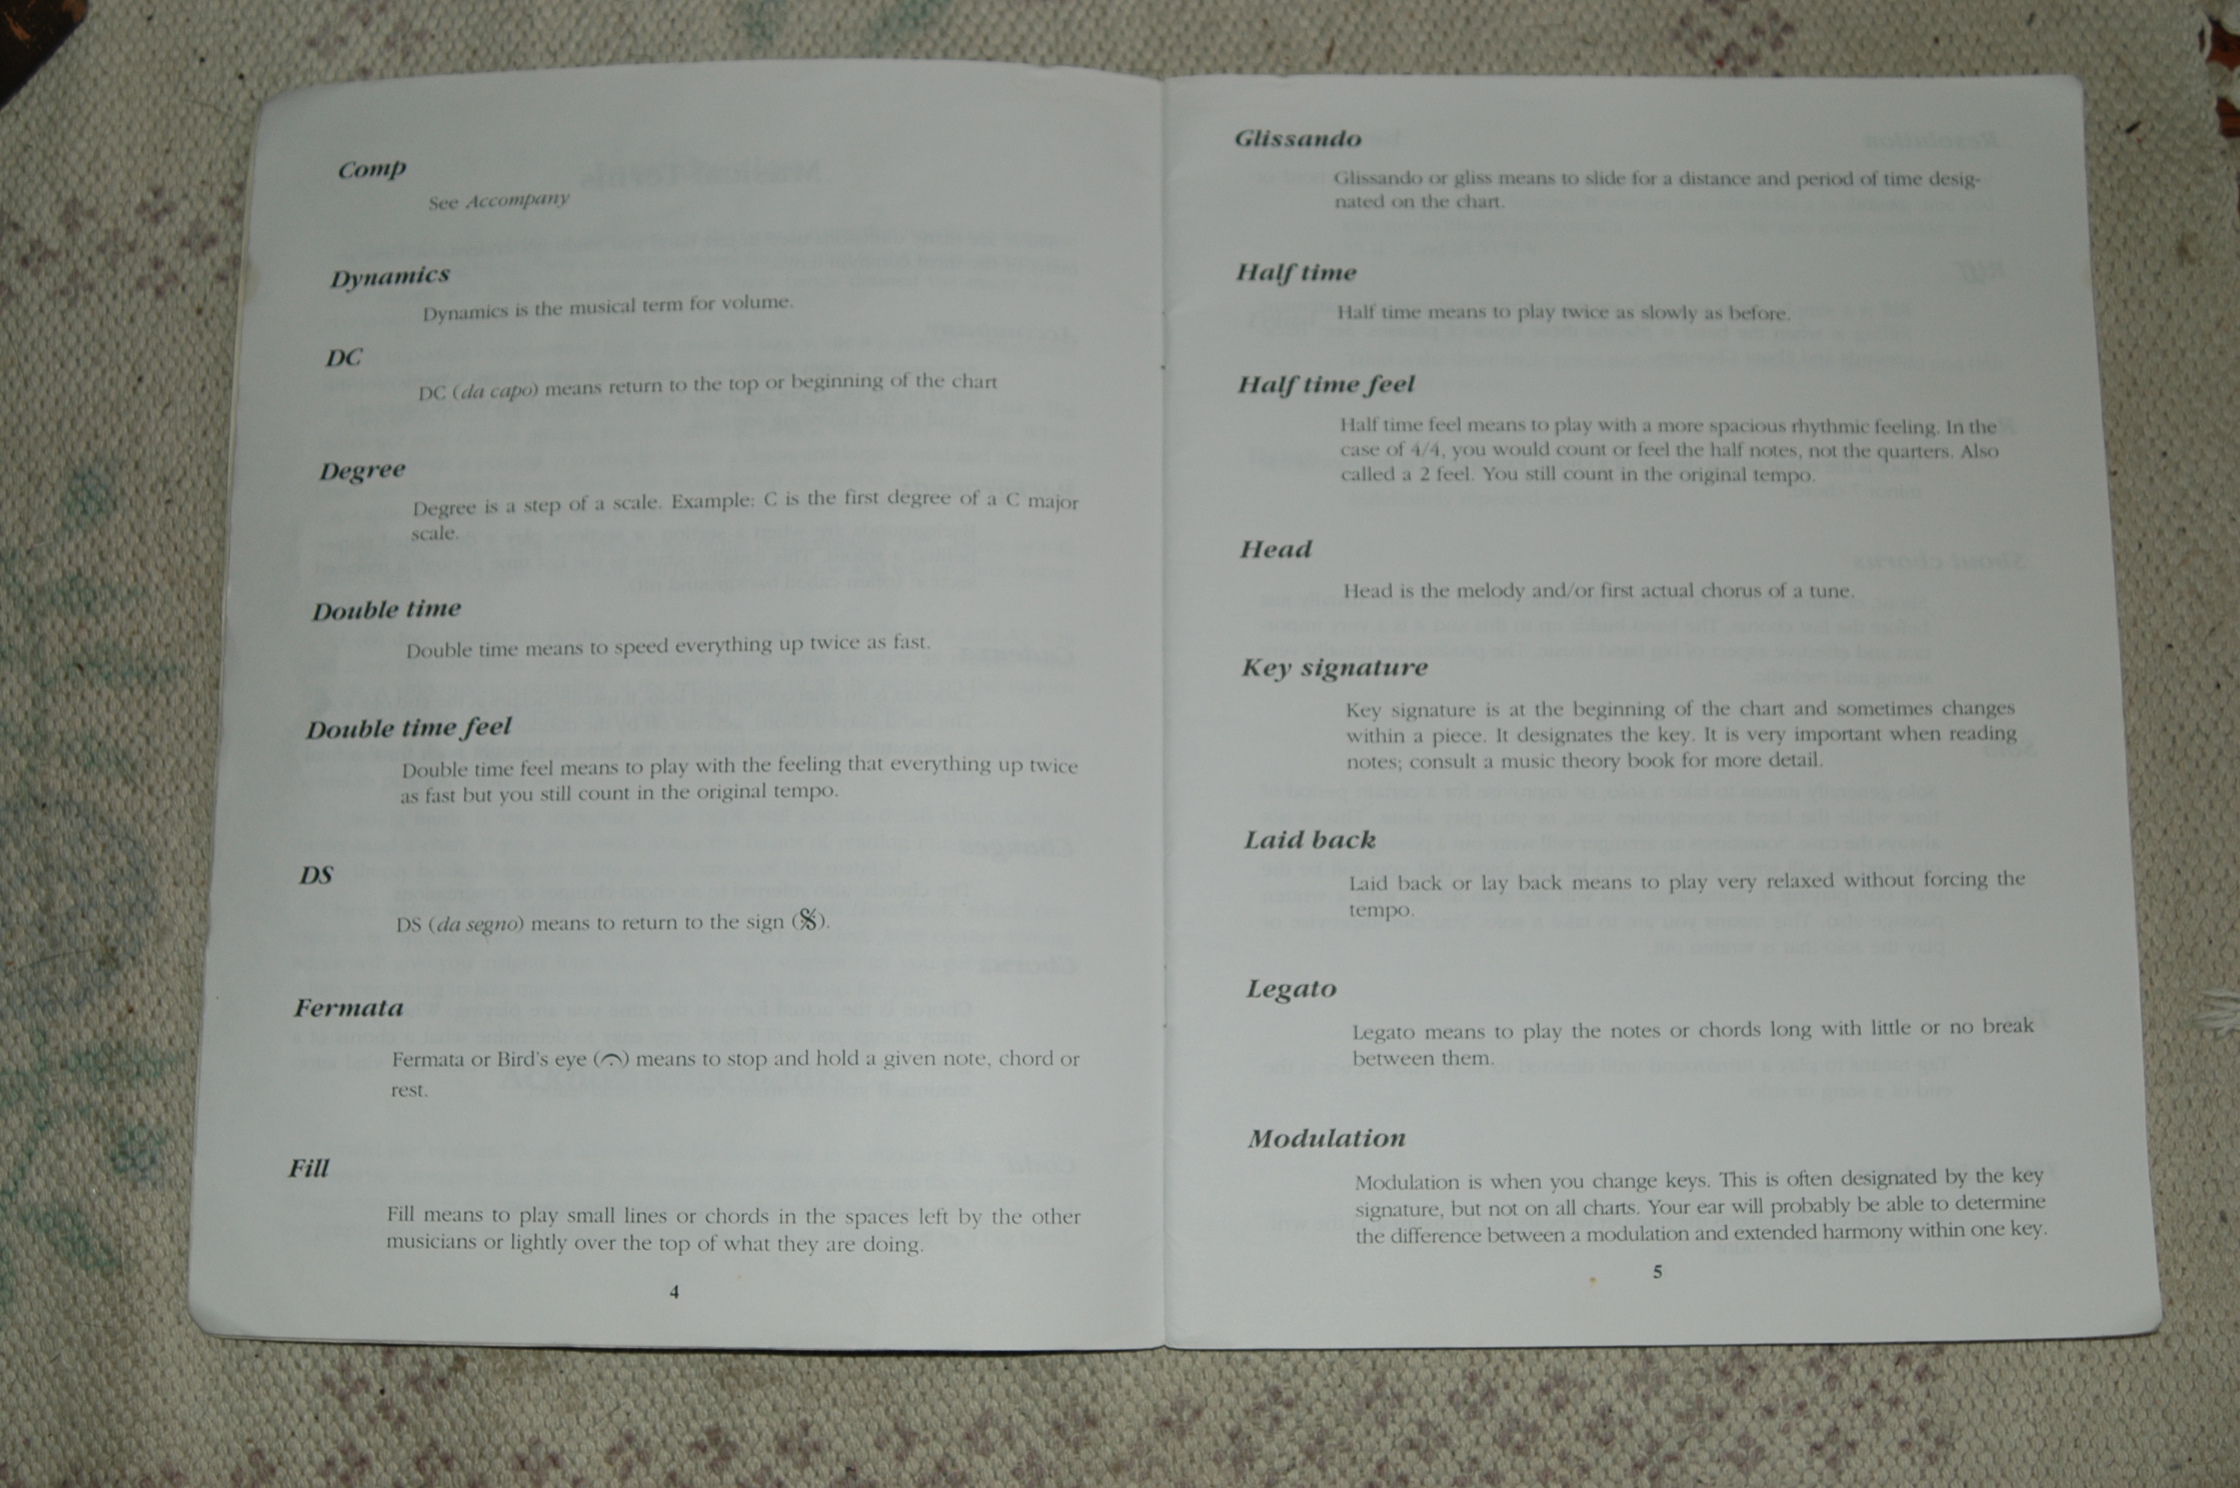 Comp
See Accompany
Dynamics
Dynamics is the musical term for volume.
DC
DC (da capo) means return to the top or beginning of the chart
Degree
Degree is a step of a scale. Example: C is the first degree of a C major
scale.
Double time
Double time means to speed everything up twice as fast.
Double time feel
Double time feel means to play with the feeling that everything up twice
as fast but you still count in the original tempo.
DS
DS (da segno) means to return to the sign (𝄋).
Fermata
Fermata or Bird's eye (𝄐) means to stop and hold a given note, chord or
rest.
Fill
Fill means to play small lines or chords in the spaces left by the other
musicians or lightly over the top of what they are doing.
4
Glissando
Glissando or gliss means to slide for a distance and period of time desig-
nated on the chart.
Half time
Half time means to play twice as slowly as before.
Half time feel
Half time feel means to play with a more spacious rhythmic feeling. In the
case of 4/4, you would count or feel the half notes, not the quarters. Also
called a 2 feel. You still count in the original tempo.
Head
Head is the melody and/or first actual chorus of a tune.
Key signature
Key signature is at the beginning of the chart and sometimes changes
within a piece. It designates the key. It is very important when reading
notes; consult a music theory book for more detail.
Laid back
Laid back or lay back means to play very relaxed without forcing the
tempo.
Legato
Legato means to play the notes or chords long with little or no break
between them.
Modulation
Modulation is when you change keys. This is often designated by the key
signature, but not on all charts. Your ear will probably be able to determine
the difference between a modulation and extended harmony within one key.
5